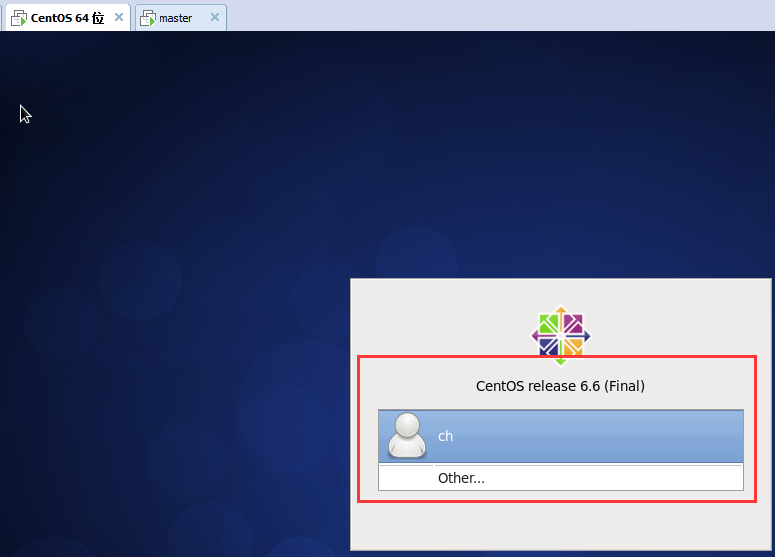 CentOS 64 位
master
CentOS release 6.6 (Final)
ch
Other...